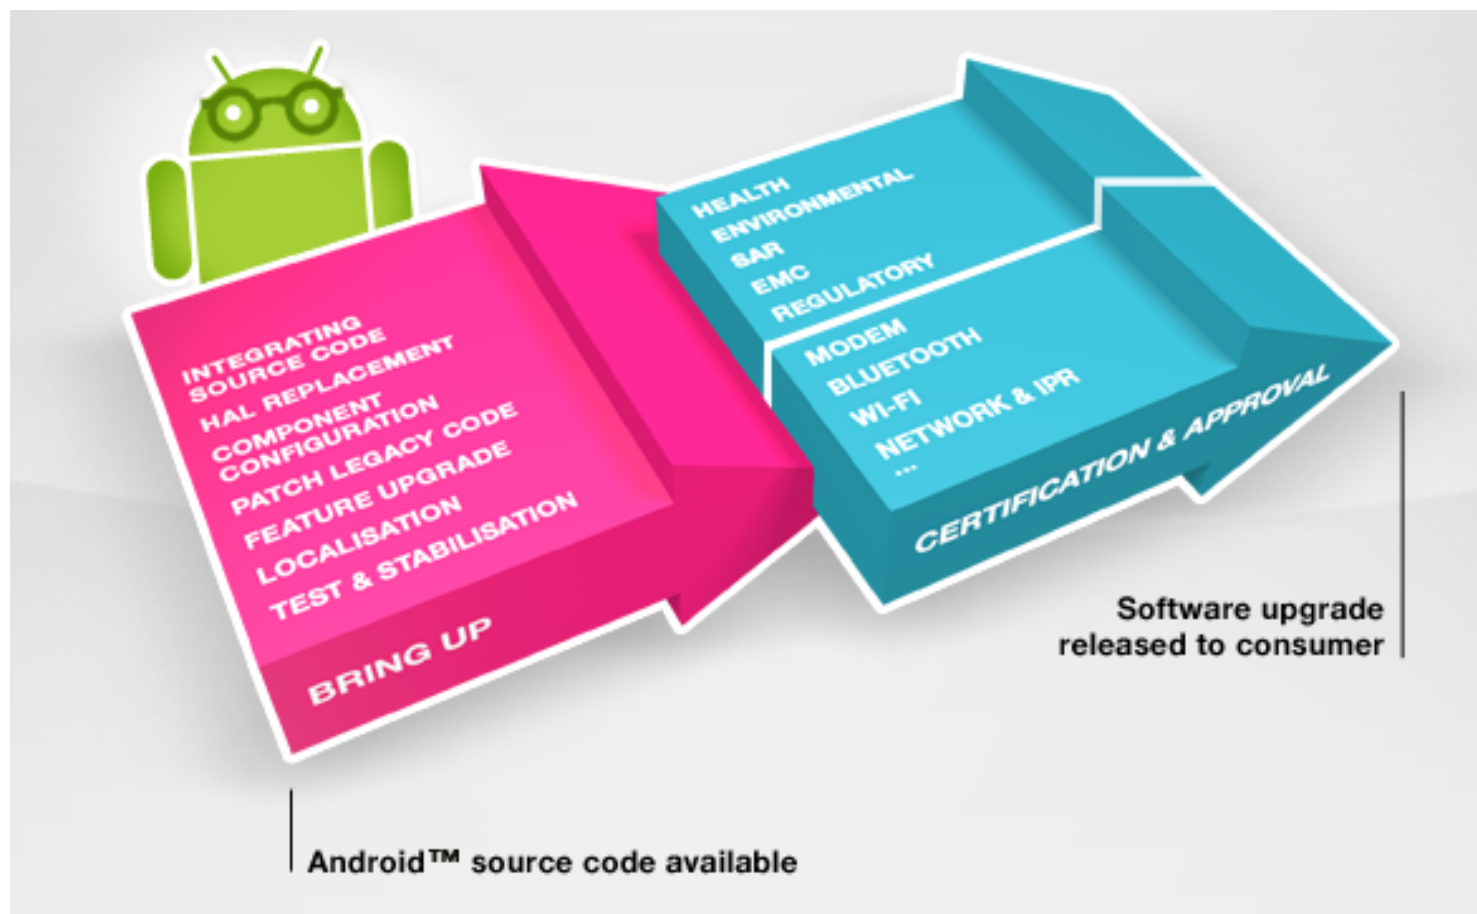 INTEGRATING
SOURCE CODE
HAL REPLACEMENT
COMPONENT
CONFIGURATION
PATCH LEGACY CODE
FEATURE UPGRADE
LOCALISATION
TEST & STABILISATION
BRING UP
HEALTH
ENVIRONMENTAL
SAR
EMC
REGULATORY
MODEM
BLUETOOTH
WI-FI
NETWORK & IPR
...
CERTIFICATION & APPROVAL
Software upgrade
released to consumer
Android™ source code available